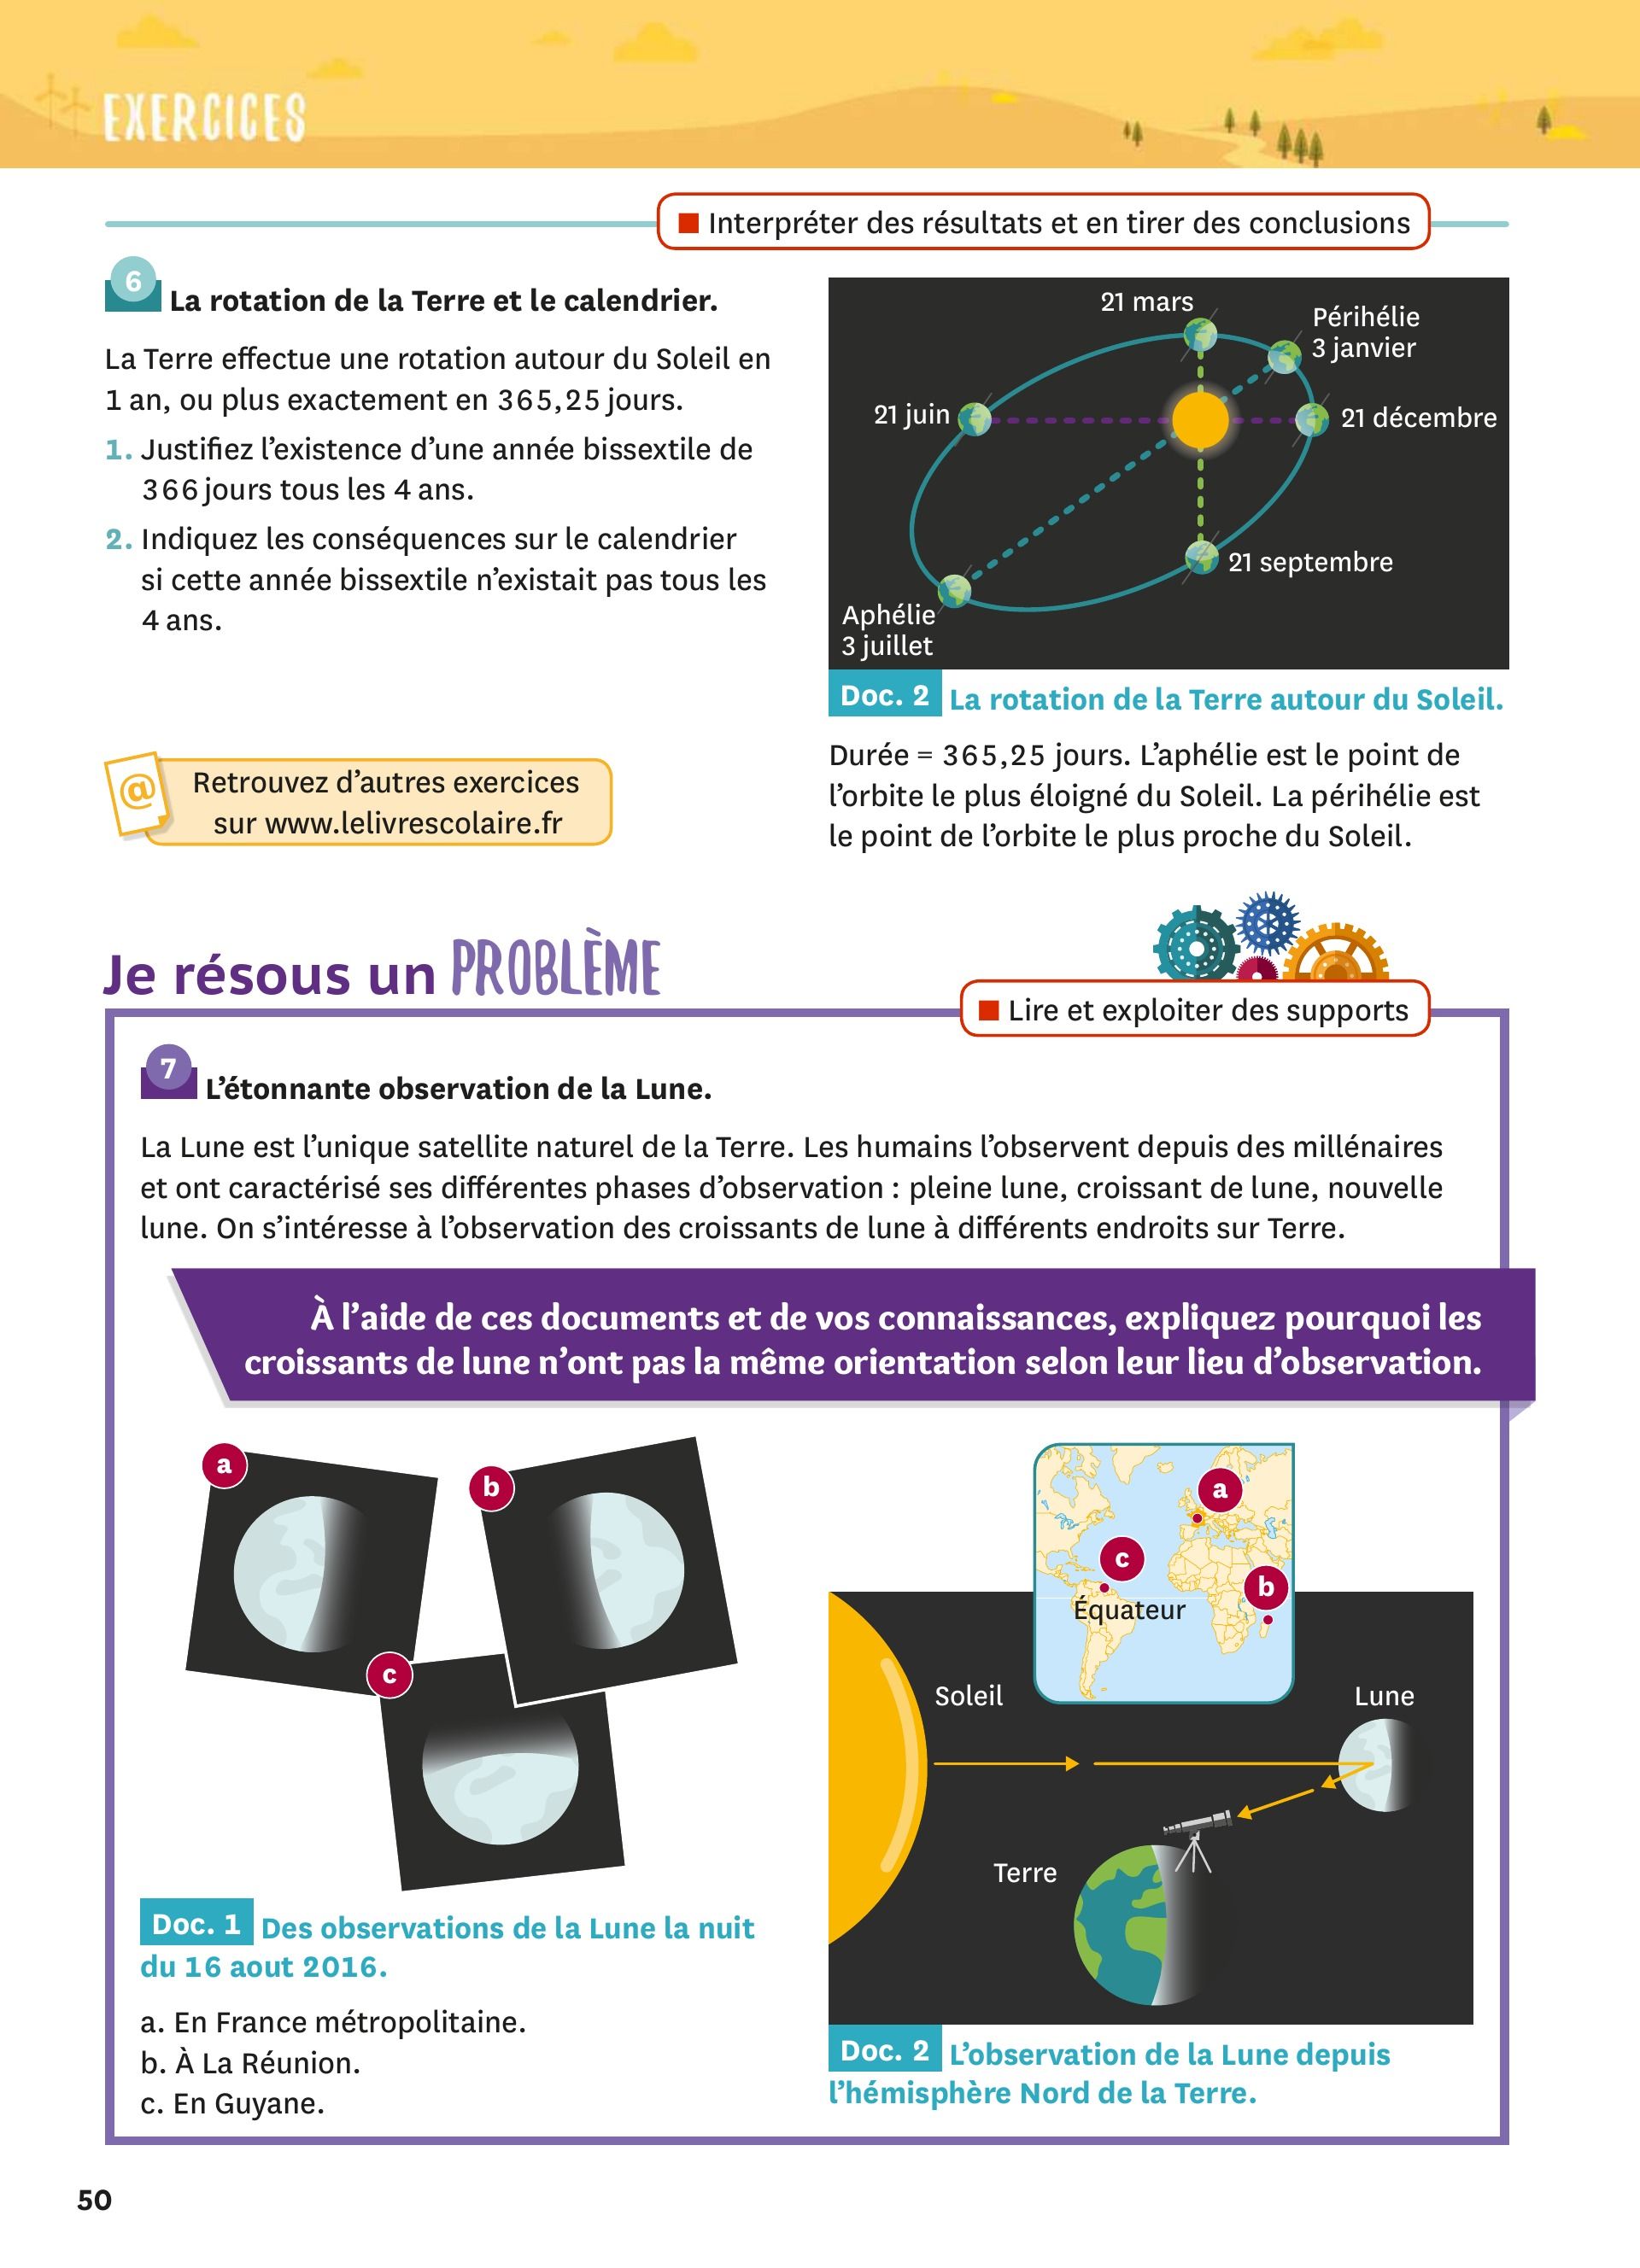 EXERCICES
■ Interpréter des résultats et en tirer des conclusions
6 La rotation de la Terre et le calendrier.
La Terre effectue une rotation autour du Soleil en
1 an, ou plus exactement en 365,25 jours.
1. Justifiez l’existence d’une année bissextile de
366 jours tous les 4 ans.
2. Indiquez les conséquences sur le calendrier
si cette année bissextile n’existait pas tous les
4 ans.
@
Retrouvez d’autres exercices
sur www.lelivrescolaire.fr
21 mars
Périhélie
3 janvier
21 juin
21 décembre
21 septembre
Aphélie
3 juillet
Doc. 2 La rotation de la Terre autour du Soleil.
Durée = 365,25 jours. L’aphélie est le point de
l’orbite le plus éloigné du Soleil. La périhélie est
le point de l’orbite le plus proche du Soleil.
Je résous un PROBLÈME
■ Lire et exploiter des supports
7 L’étonnante observation de la Lune.
La Lune est l’unique satellite naturel de la Terre. Les humains l’observent depuis des millénaires
et ont caractérisé ses différentes phases d’observation : pleine lune, croissant de lune, nouvelle
lune. On s’intéresse à l’observation des croissants de lune à différents endroits sur Terre.
À l’aide de ces documents et de vos connaissances, expliquez pourquoi les
croissants de lune n’ont pas la même orientation selon leur lieu d’observation.
a
b
c
Doc. 1 Des observations de la Lune la nuit
du 16 aout 2016.
a. En France métropolitaine.
b. À La Réunion.
c. En Guyane.
a
c
b
Équateur
Soleil
Lune
Terre
Doc. 2 L’observation de la Lune depuis
l’hémisphère Nord de la Terre.
50